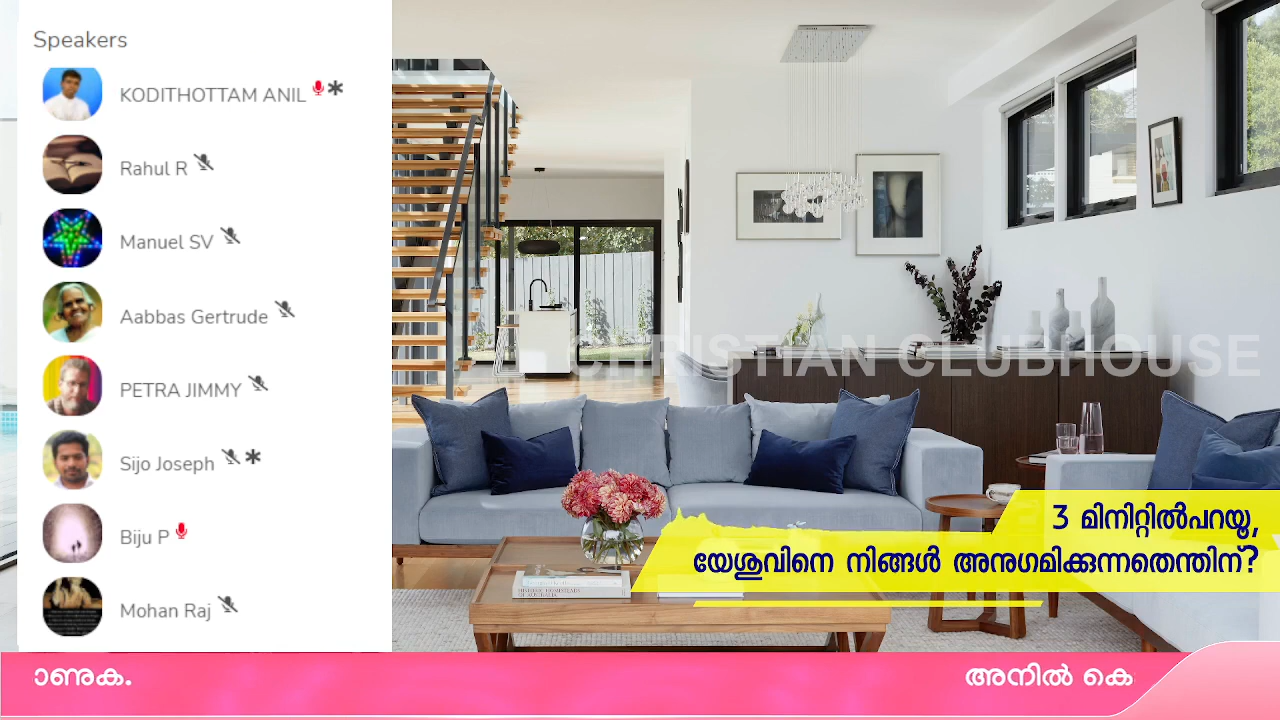 Speakers
KODITHOTTAM ANIL
Rahul R
Manuel SV
Aabbas Gertrude
PETRA JIMMY
Sijo Joseph
Biju P
Mohan Raj
CHRISTIAN CLUBHOUSE
3 മിനിറ്റിൽപറയൂ,
യേശുവിനെ നിങ്ങൾ അനുഗമിക്കുന്നതെന്തിന്?
ാണുക.
അനിൽ കെ